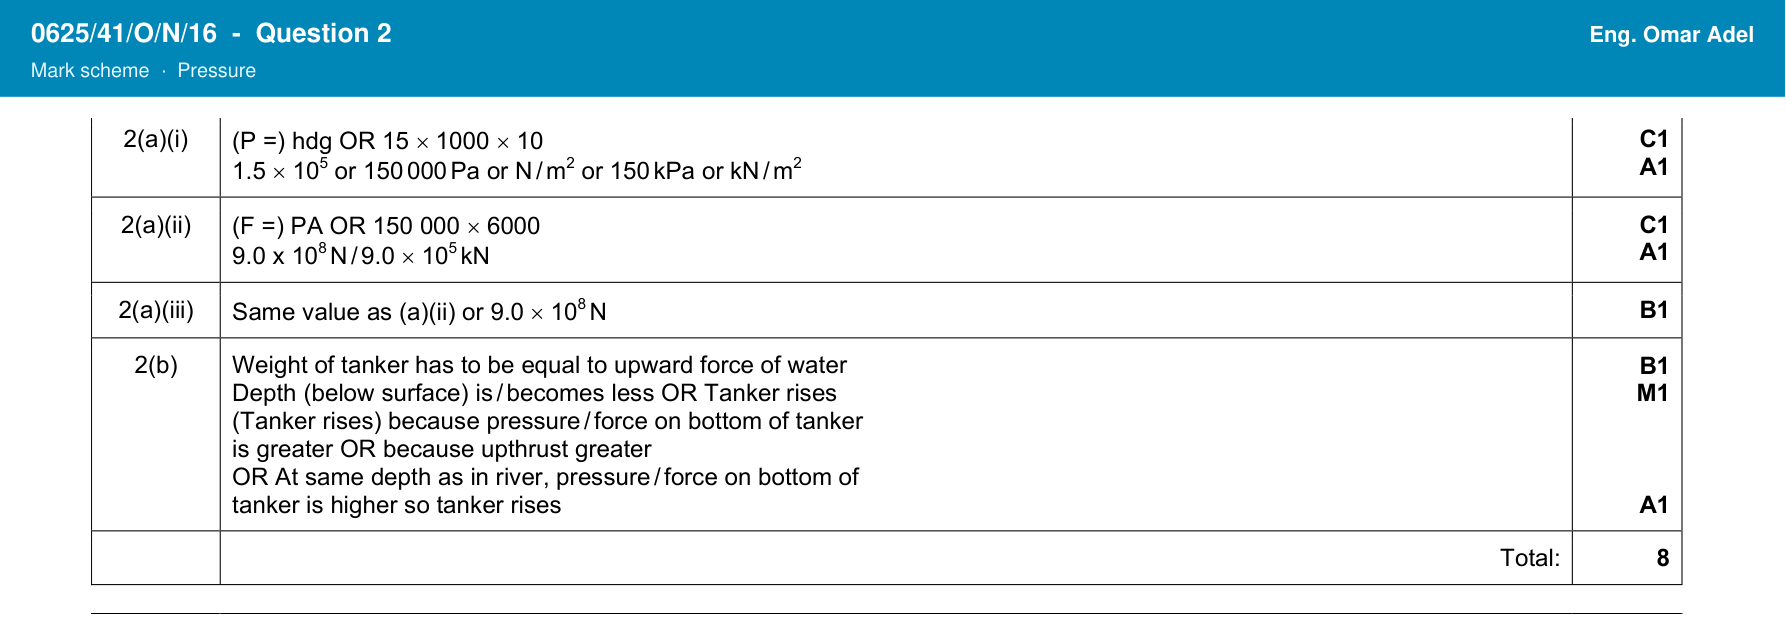 0625/41/O/N/16 - Question 2
Eng. Omar Adel
Mark scheme · Pressure
2(a)(i) (P =) hdg OR 15 × 1000 × 10 C1
1.5 × 10⁵ or 150 000 Pa or N/m² or 150 kPa or kN/m² A1
2(a)(ii) (F =) PA OR 150 000 × 6000 C1
9.0 x 10⁸ N/9.0 × 10⁵ kN A1
2(a)(iii) Same value as (a)(ii) or 9.0 × 10⁸ N B1
2(b) Weight of tanker has to be equal to upward force of water B1
Depth (below surface) is/becomes less OR Tanker rises M1
(Tanker rises) because pressure/force on bottom of tanker
is greater OR because upthrust greater
OR At same depth as in river, pressure/force on bottom of
tanker is higher so tanker rises A1
Total: 8